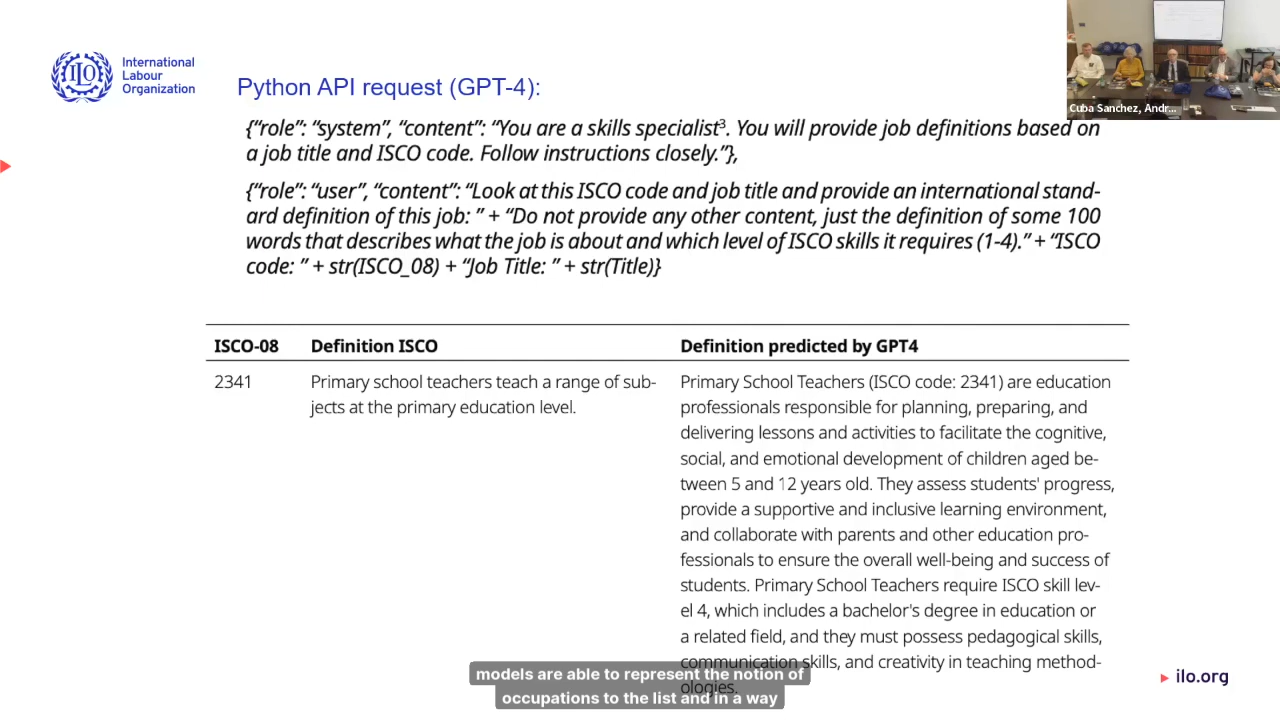 International
Labour
Organization
Python API request (GPT-4):
Cuba Sanchez, Andr...
{“role”: “system”, “content”: “You are a skills specialist³. You will provide job definitions based on
a job title and ISCO code. Follow instructions closely.”},
{“role”: “user”, “content”: “Look at this ISCO code and job title and provide an international stand-
ard definition of this job: ” + “Do not provide any other content, just the definition of some 100
words that describes what the job is about and which level of ISCO skills it requires (1-4).” + “ISCO
code: ” + str(ISCO_08) + “Job Title: ” + str(Title)}
ISCO-08 Definition ISCO Definition predicted by GPT4
2341
Primary school teachers teach a range of sub-
jects at the primary education level.
Primary School Teachers (ISCO code: 2341) are education
professionals responsible for planning, preparing, and
delivering lessons and activities to facilitate the cognitive,
social, and emotional development of children aged be-
tween 5 and 12 years old. They assess students' progress,
provide a supportive and inclusive learning environment,
and collaborate with parents and other education pro-
fessionals to ensure the overall well-being and success of
students. Primary School Teachers require ISCO skill lev-
el 4, which includes a bachelor's degree in education or
a related field, and they must possess pedagogical skills,
communication skills, and creativity in teaching method-
ologies.
models are able to represent the notion of
occupations to the list and in a way
ilo.org